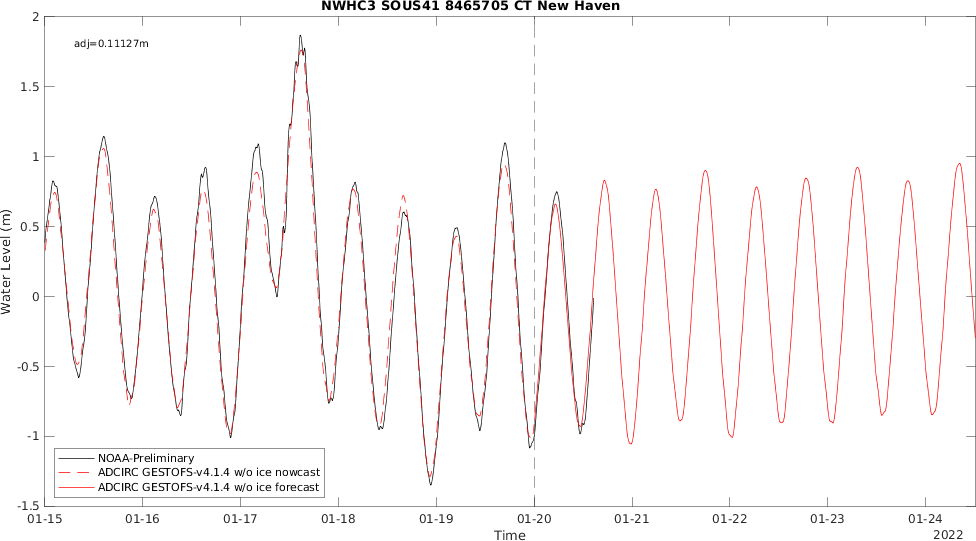 NWHC3 SOUS41 8465705 CT New Haven
adj=0.11127m
2
1.5
1
0.5
0
-0.5
-1
-1.5
Water Level (m)
NOAA-Preliminary
ADCIRC GESTOFS-v4.1.4 w/o ice nowcast
ADCIRC GESTOFS-v4.1.4 w/o ice forecast
01-15 01-16 01-17 01-18 01-19 01-20 01-21 01-22 01-23 01-24
Time
2022